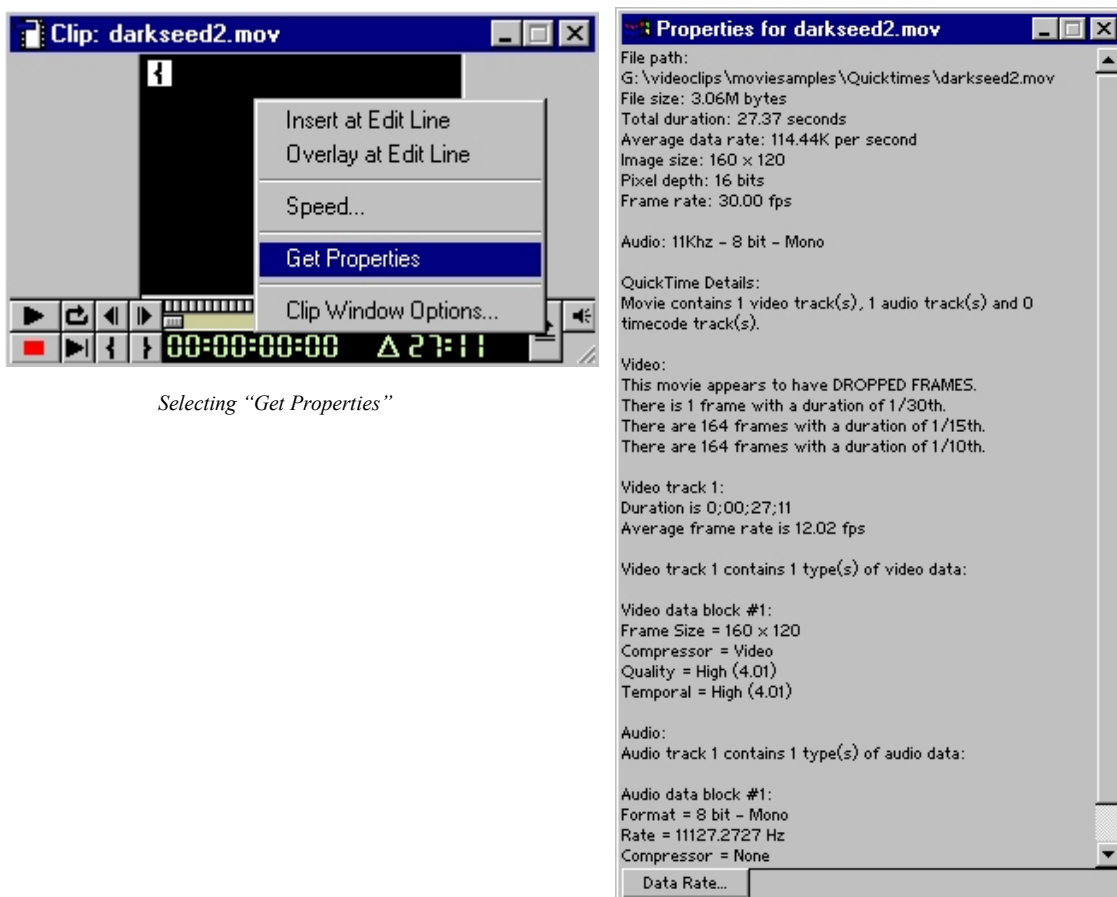 Clip: darkseed2.mov
{
Insert at Edit Line
Overlay at Edit Line
Speed...
Get Properties
Clip Window Options...
{ } 00:00:00:00 Δ 27:11
Selecting “Get Properties”
Properties for darkseed2.mov
File path:
G:\videoclips\moviesamples\Quicktimes\darkseed2.mov
File size: 3.06M bytes
Total duration: 27.37 seconds
Average data rate: 114.44K per second
Image size: 160 x 120
Pixel depth: 16 bits
Frame rate: 30.00 fps
Audio: 11Khz - 8 bit - Mono
QuickTime Details:
Movie contains 1 video track(s), 1 audio track(s) and 0
timecode track(s).
Video:
This movie appears to have DROPPED FRAMES.
There is 1 frame with a duration of 1/30th.
There are 164 frames with a duration of 1/15th.
There are 164 frames with a duration of 1/10th.
Video track 1:
Duration is 0;00;27;11
Average frame rate is 12.02 fps
Video track 1 contains 1 type(s) of video data:
Video data block #1:
Frame Size = 160 x 120
Compressor = Video
Quality = High (4.01)
Temporal = High (4.01)
Audio:
Audio track 1 contains 1 type(s) of audio data:
Audio data block #1:
Format = 8 bit - Mono
Rate = 11127.2727 Hz
Compressor = None
Data Rate...